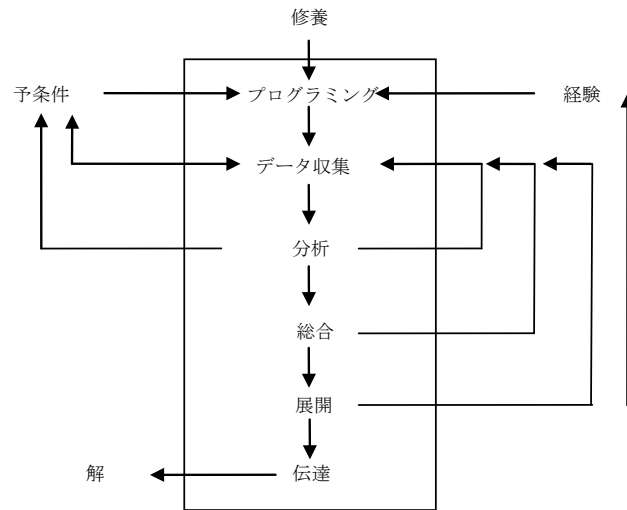 修養
予条件
プログラミング
経験
データ収集
分析
総合
展開
解
伝達